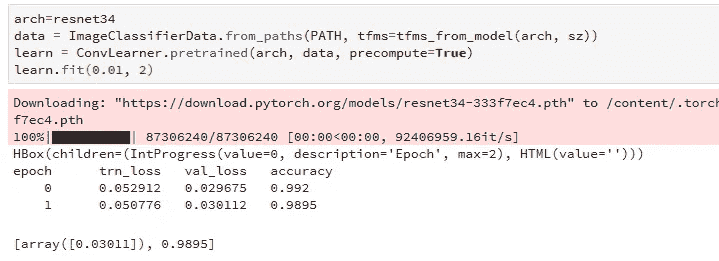 arch=resnet34
data = ImageClassifierData.from_paths(PATH, tfms=tfms_from_model(arch, sz))
learn = ConvLearner.pretrained(arch, data, precompute=True)
learn.fit(0.01, 2)
Downloading: "https://download.pytorch.org/models/resnet34-333f7ec4.pth" to /content/.torch
f7ec4.pth
100%|██████████| 87306240/87306240 [00:00<00:00, 92406959.16it/s]
HBox(children=(IntProgress(value=0, description='Epoch', max=2), HTML(value='')))
epoch trn_loss val_loss accuracy
0 0.052912 0.029675 0.992
1 0.050776 0.030112 0.9895
[array([0.03011]), 0.9895]